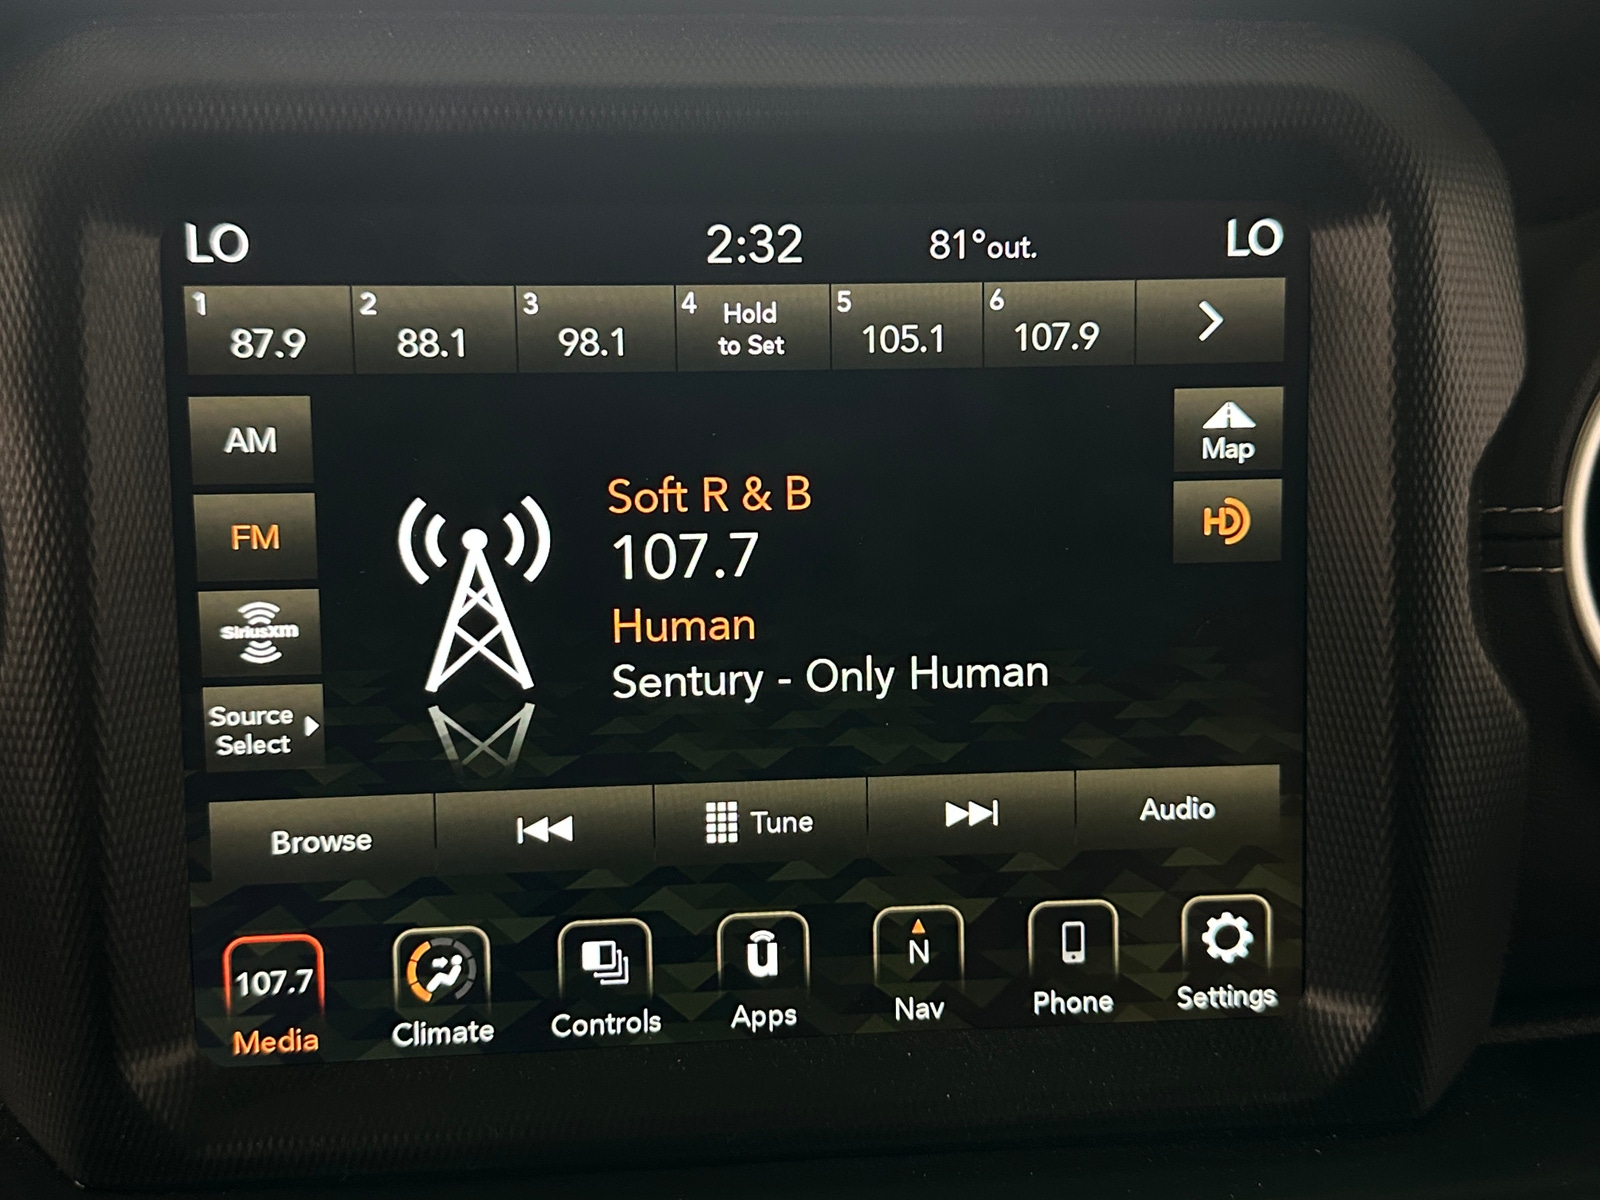 LO 2:32 81°out. LO
1 87.9
2 88.1
3 98.1
4 Hold
to Set
5 105.1
6 107.9
AM
FM
SiriusXm
Source
Select
Soft R & B
107.7
Human
Sentury - Only Human
Map
HD
Browse
Tune
Audio
107.7
Media
Climate
Controls
u
Apps
N
Nav
Phone
Settings